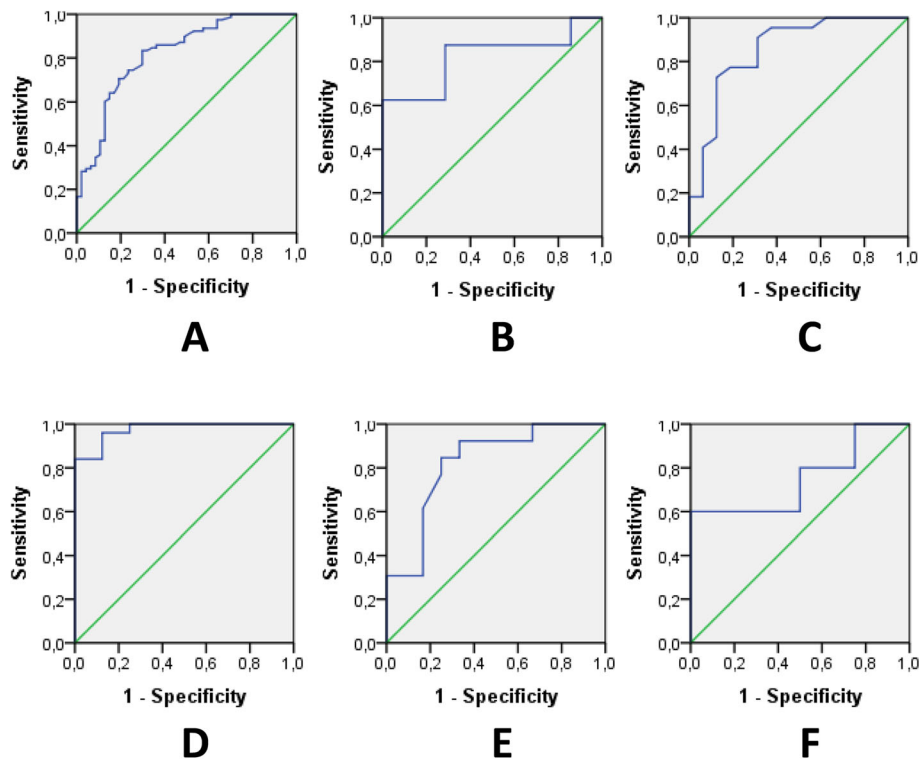 1,0 1,0 1,0
0,8 0,8 0,8
0,6 0,6 0,6
0,4 0,4 0,4
0,2 0,2 0,2
0,0 0,0 0,0
Sensitivity Sensitivity Sensitivity
0,0 0,2 0,4 0,6 0,8 1,0 0,0 0,2 0,4 0,6 0,8 1,0 0,0 0,2 0,4 0,6 0,8 1,0
1 - Specificity 1 - Specificity 1 - Specificity
A B C
1,0 1,0 1,0
0,8 0,8 0,8
0,6 0,6 0,6
0,4 0,4 0,4
0,2 0,2 0,2
0,0 0,0 0,0
Sensitivity Sensitivity Sensitivity
0,0 0,2 0,4 0,6 0,8 1,0 0,0 0,2 0,4 0,6 0,8 1,0 0,0 0,2 0,4 0,6 0,8 1,0
1 - Specificity 1 - Specificity 1 - Specificity
D E F